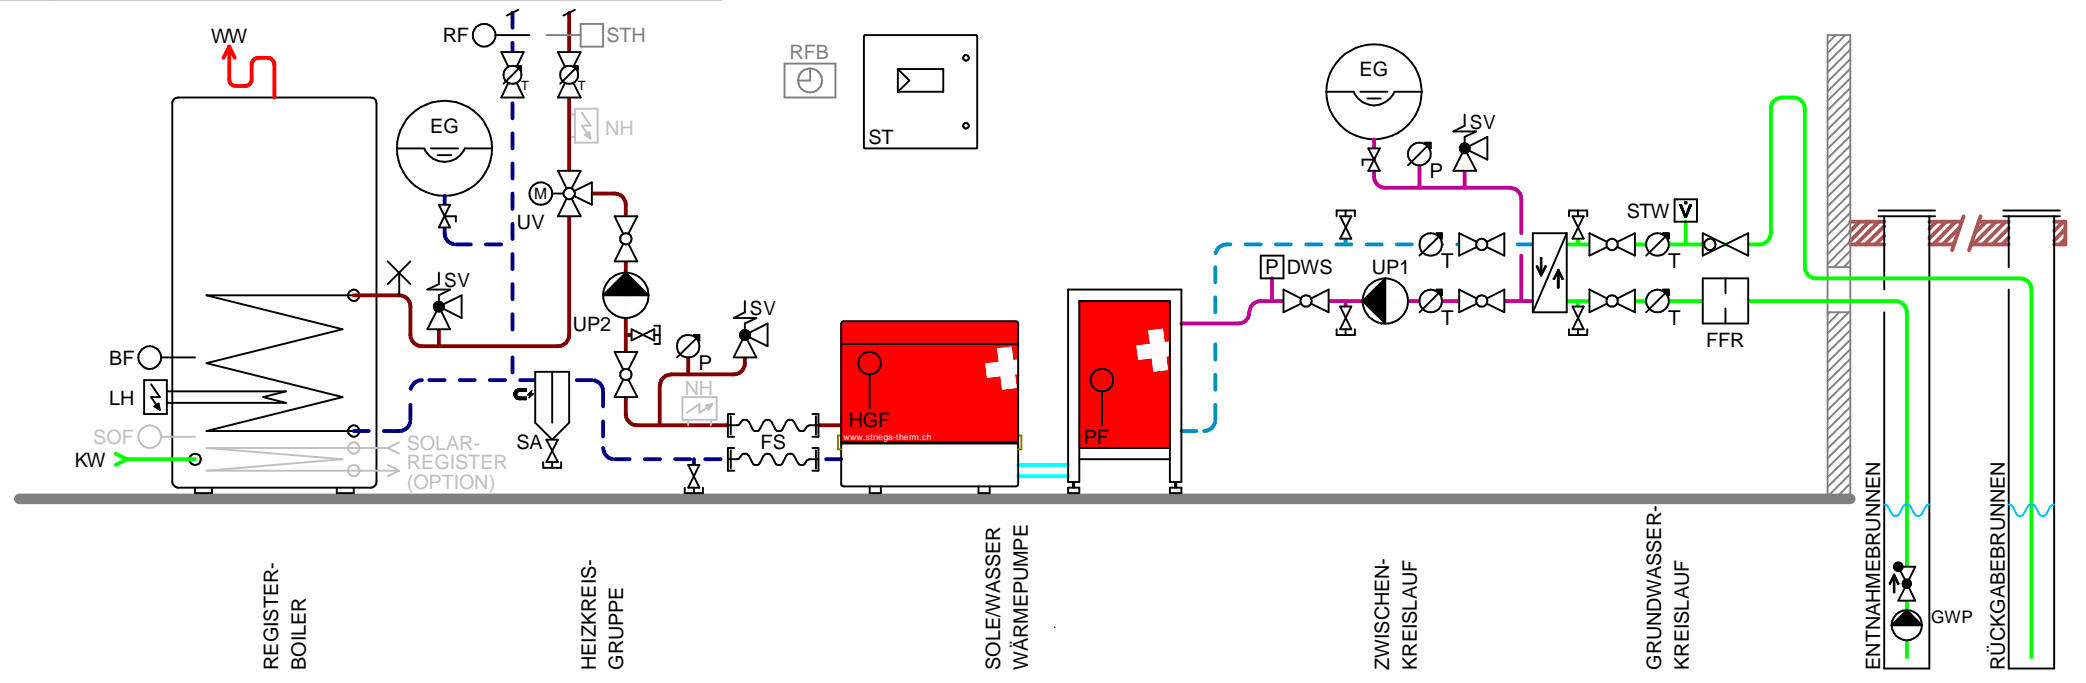 WW
RF
STH
RFB
EG
SV
EG
T
T
NH
ST
P
M
UV
STW
V̇
T
SV
P
DWS
UP1
T
SV
UP2
P
T
T
FFR
BF
NH
LH
HGF
SOF
SOLAR-
REGISTER
(OPTION)
KW
SA
FS
www.striega-therm.ch
PF
REGISTER-
BOILER
HEIZKREIS-
GRUPPE
SOLE/WASSER
WÄRMEPUMPE
ZWISCHEN-
KREISLAUF
GRUNDWASSER-
KREISLAUF
ENTNAHMEBRUNNEN
GWP
RÜCKGABEBRUNNEN